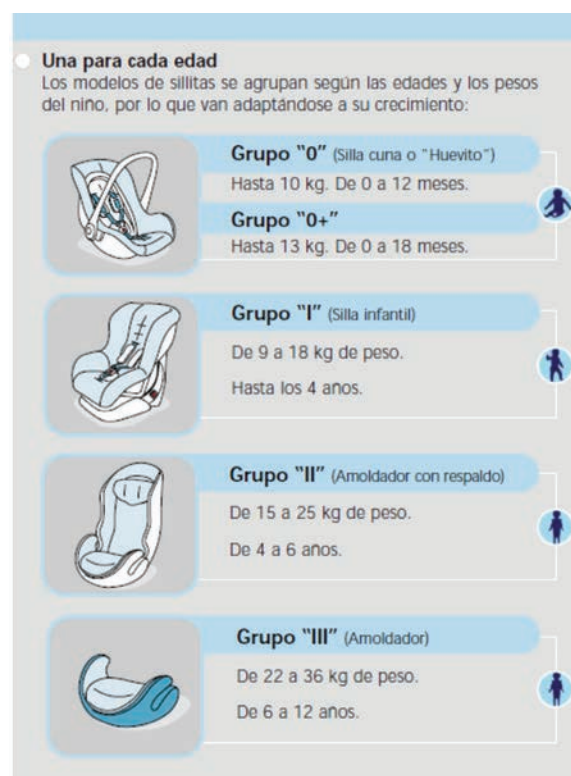 Una para cada edad
Los modelos de sillitas se agrupan según las edades y los pesos
del niño, por lo que van adaptándose a su crecimiento:
Grupo "0" (Silla cuna o "Huevito")
Hasta 10 kg. De 0 a 12 meses.
Grupo "0+"
Hasta 13 kg. De 0 a 18 meses.
Grupo "I" (Silla infantil)
De 9 a 18 kg de peso.
Hasta los 4 años.
Grupo "II" (Amoldador con respaldo)
De 15 a 25 kg de peso.
De 4 a 6 años.
Grupo "III" (Amoldador)
De 22 a 36 kg de peso.
De 6 a 12 años.